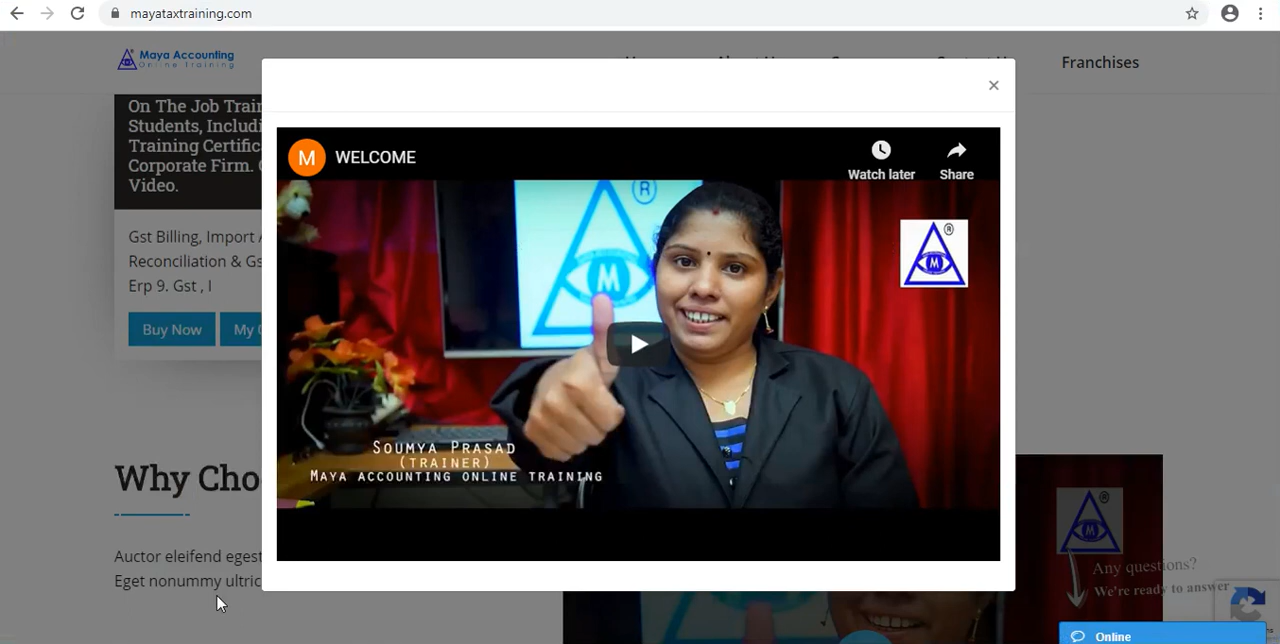 mayataxtraining.com
Maya Accounting
Online Training
Franchises
On The Job Train
Students, Includi
Training Certifica
Corporate Firm.
Video.
Gst Billing, Import
Reconciliation & Gs
Erp 9. Gst , I
Buy Now
My
M WELCOME
Watch later
Share
®
M
®
M
SOUMYA PRASAD
(TRAINER)
MAYA ACCOUNTING ONLINE TRAINING
Why Cho
Auctor eleifend egest
Eget nonummy ultric
®
M
Any questions?
We're ready to answer
Online